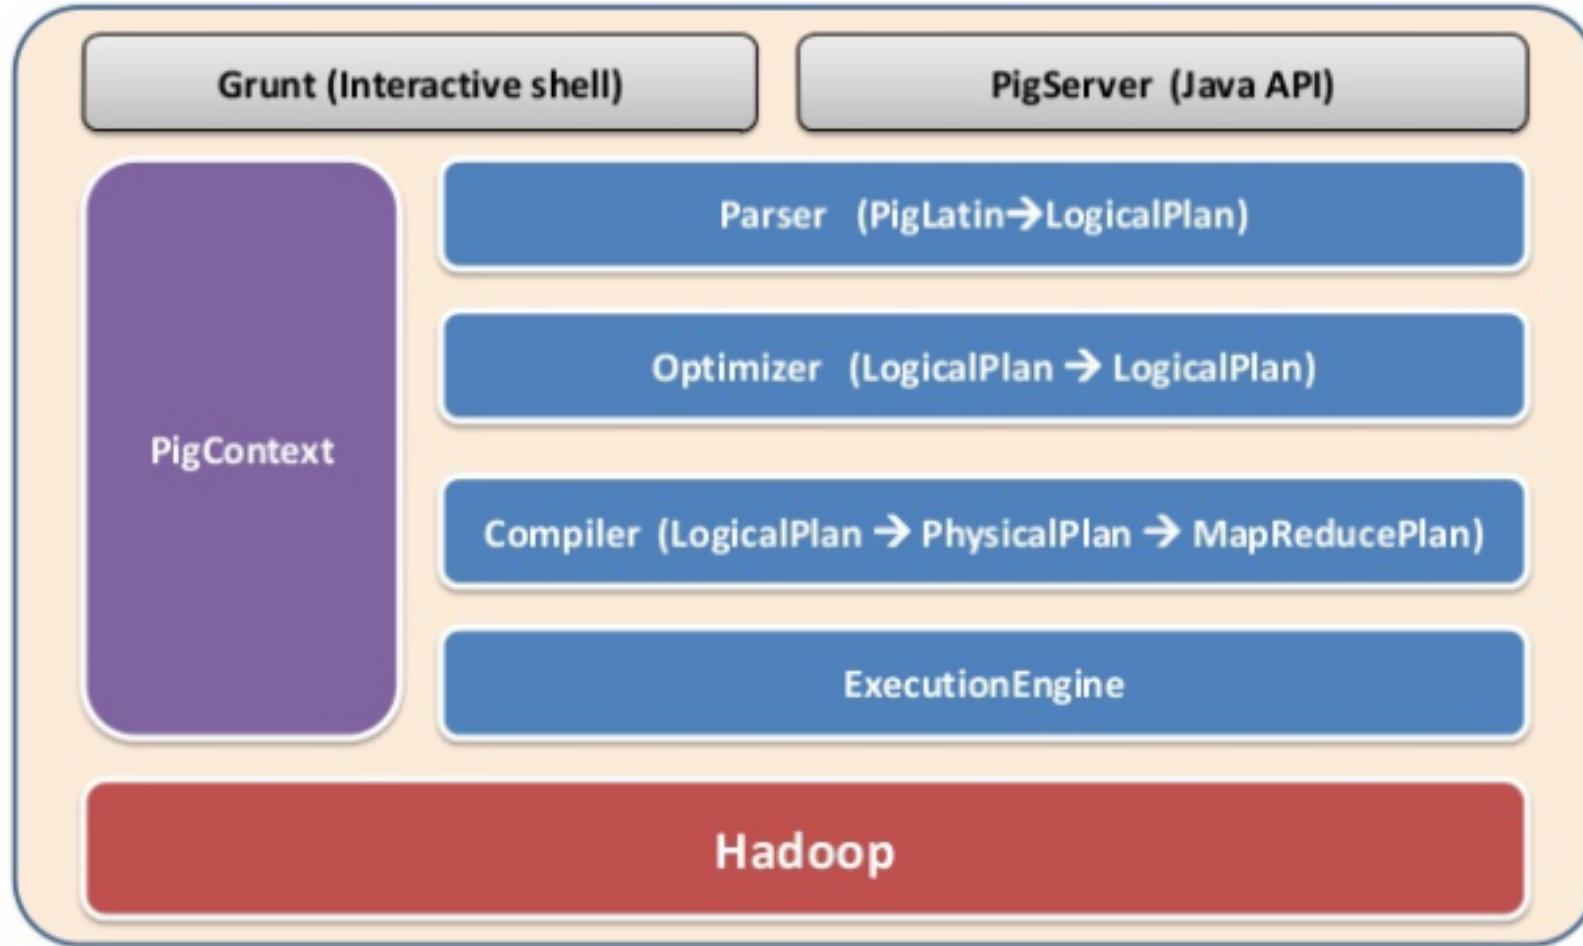 Grunt (Interactive shell)
PigServer (Java API)
Parser (PigLatin→LogicalPlan)
Optimizer (LogicalPlan → LogicalPlan)
PigContext
Compiler (LogicalPlan → PhysicalPlan → MapReducePlan)
ExecutionEngine
Hadoop